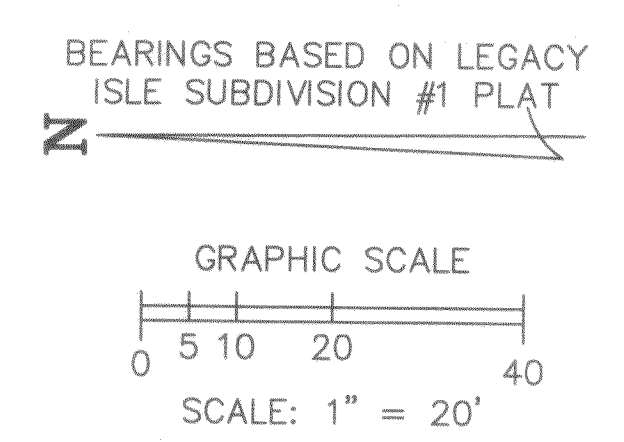 BEARINGS BASED ON LEGACY
ISLE SUBDIVISION #1 PLAT
N
GRAPHIC SCALE
0 5 10 20 40
SCALE: 1" = 20'